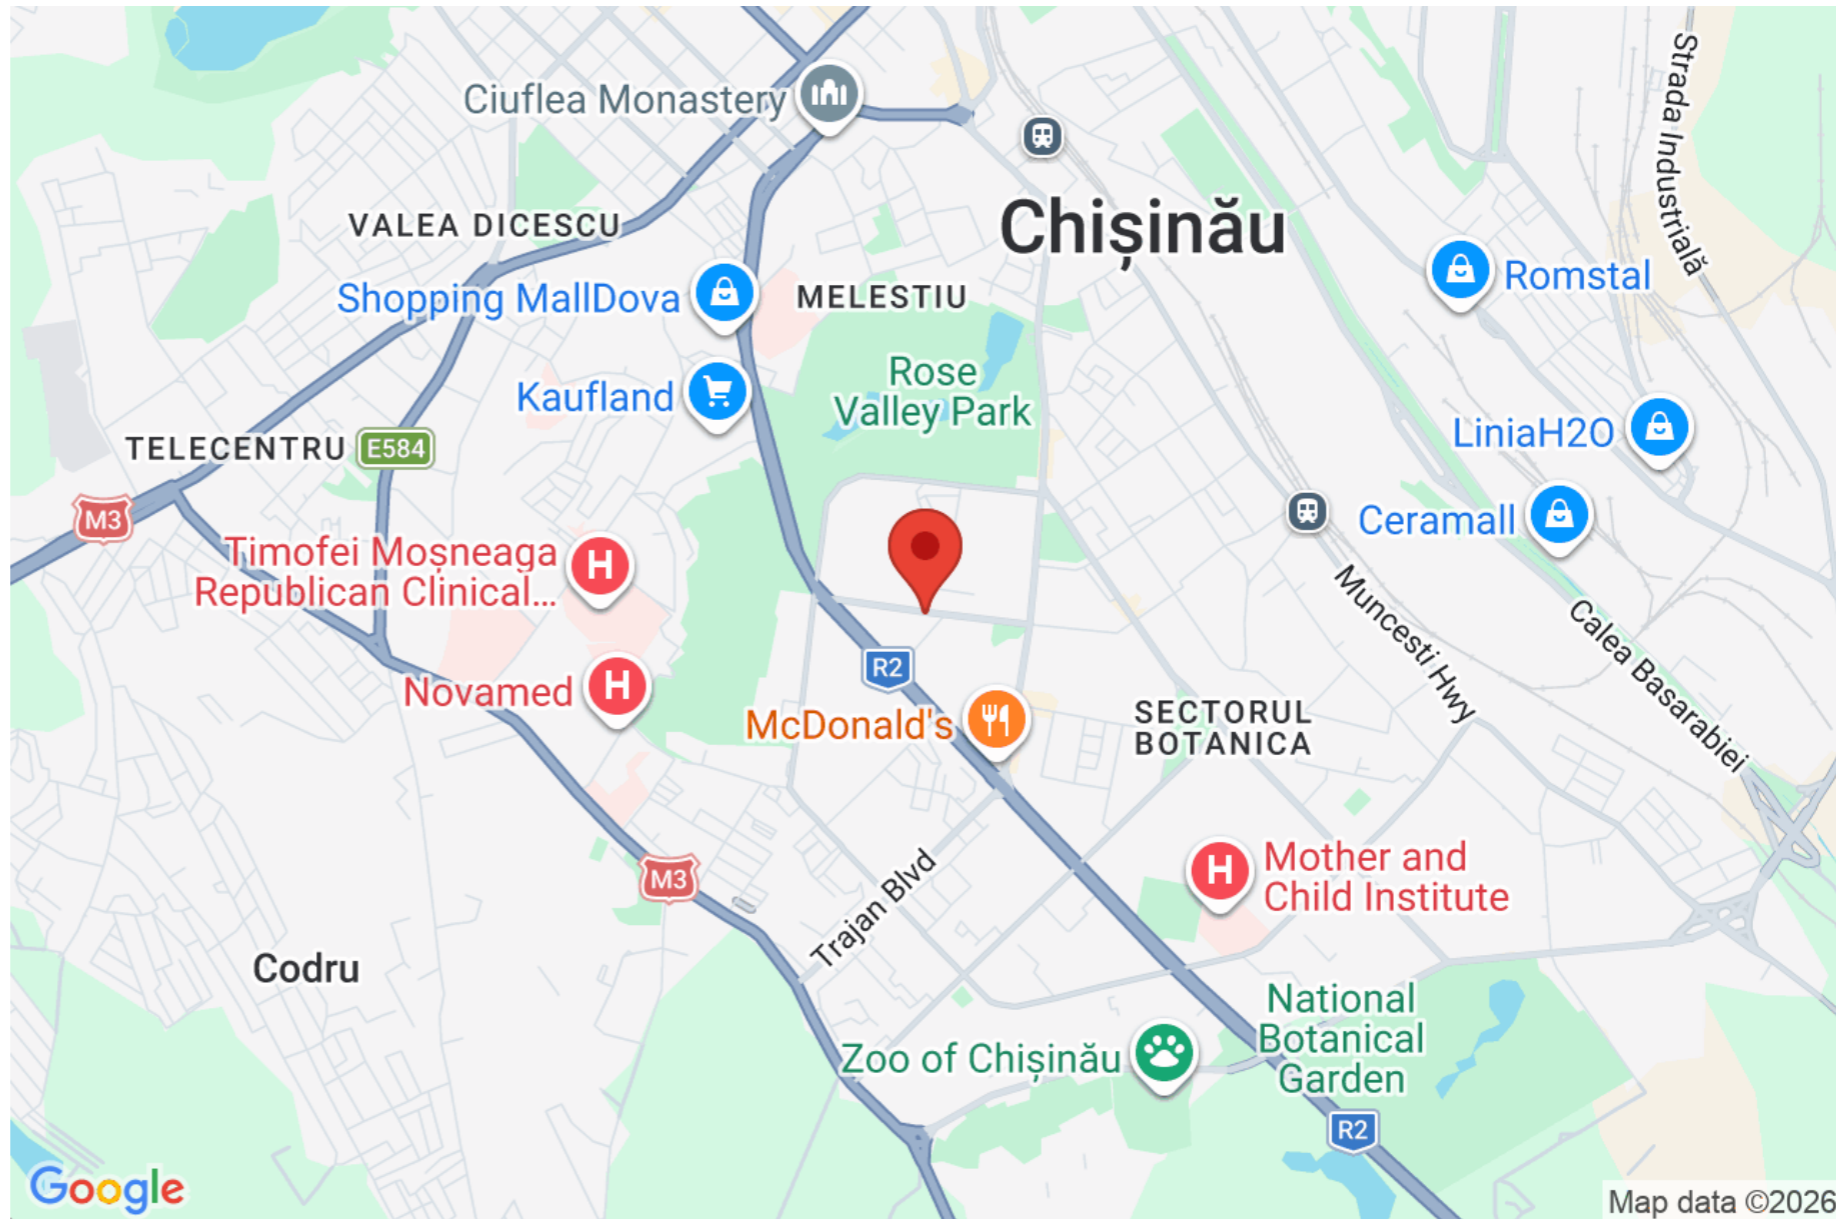 Ciuflea Monastery
Strada Industrială
Chișinău
VALEA DICESCU
Romstal
Shopping MallDova
MELESTIU
Rose
Valley Park
Kaufland
LiniaH2O
TELECENTRU
E584
M3
Ceramall
Timofei Moșneaga
Republican Clinical...
H
Muncesti Hwy
Calea Basarabiei
R2
Novamed
H
McDonald's
SECTORUL
BOTANICA
M3
Trajan Blvd
H
Mother and
Child Institute
Codru
National
Botanical
Garden
Zoo of Chișinău
R2
Google
Map data ©2026